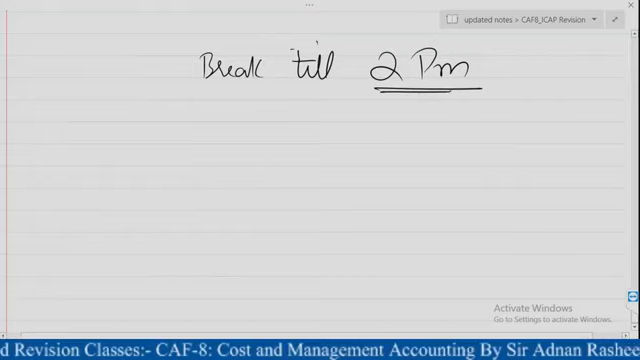 updated notes > CAF8_ICAP Revision
Break till 2 Pm
Activate Windows
Go to Settings to activate Windows.
d Revision Classes:- CAF-8: Cost and Management Accounting By Sir Adnan Rashee